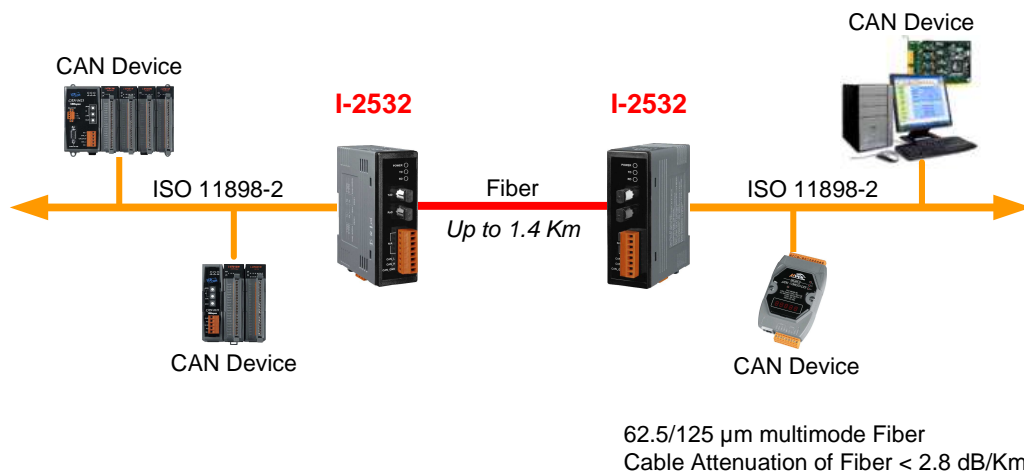 CAN Device
CAN Device
I-2532
I-2532
ISO 11898-2
Fiber
ISO 11898-2
Up to 1.4 Km
CAN Device
CAN Device
62.5/125 µm multimode Fiber
Cable Attenuation of Fiber < 2.8 dB/Km